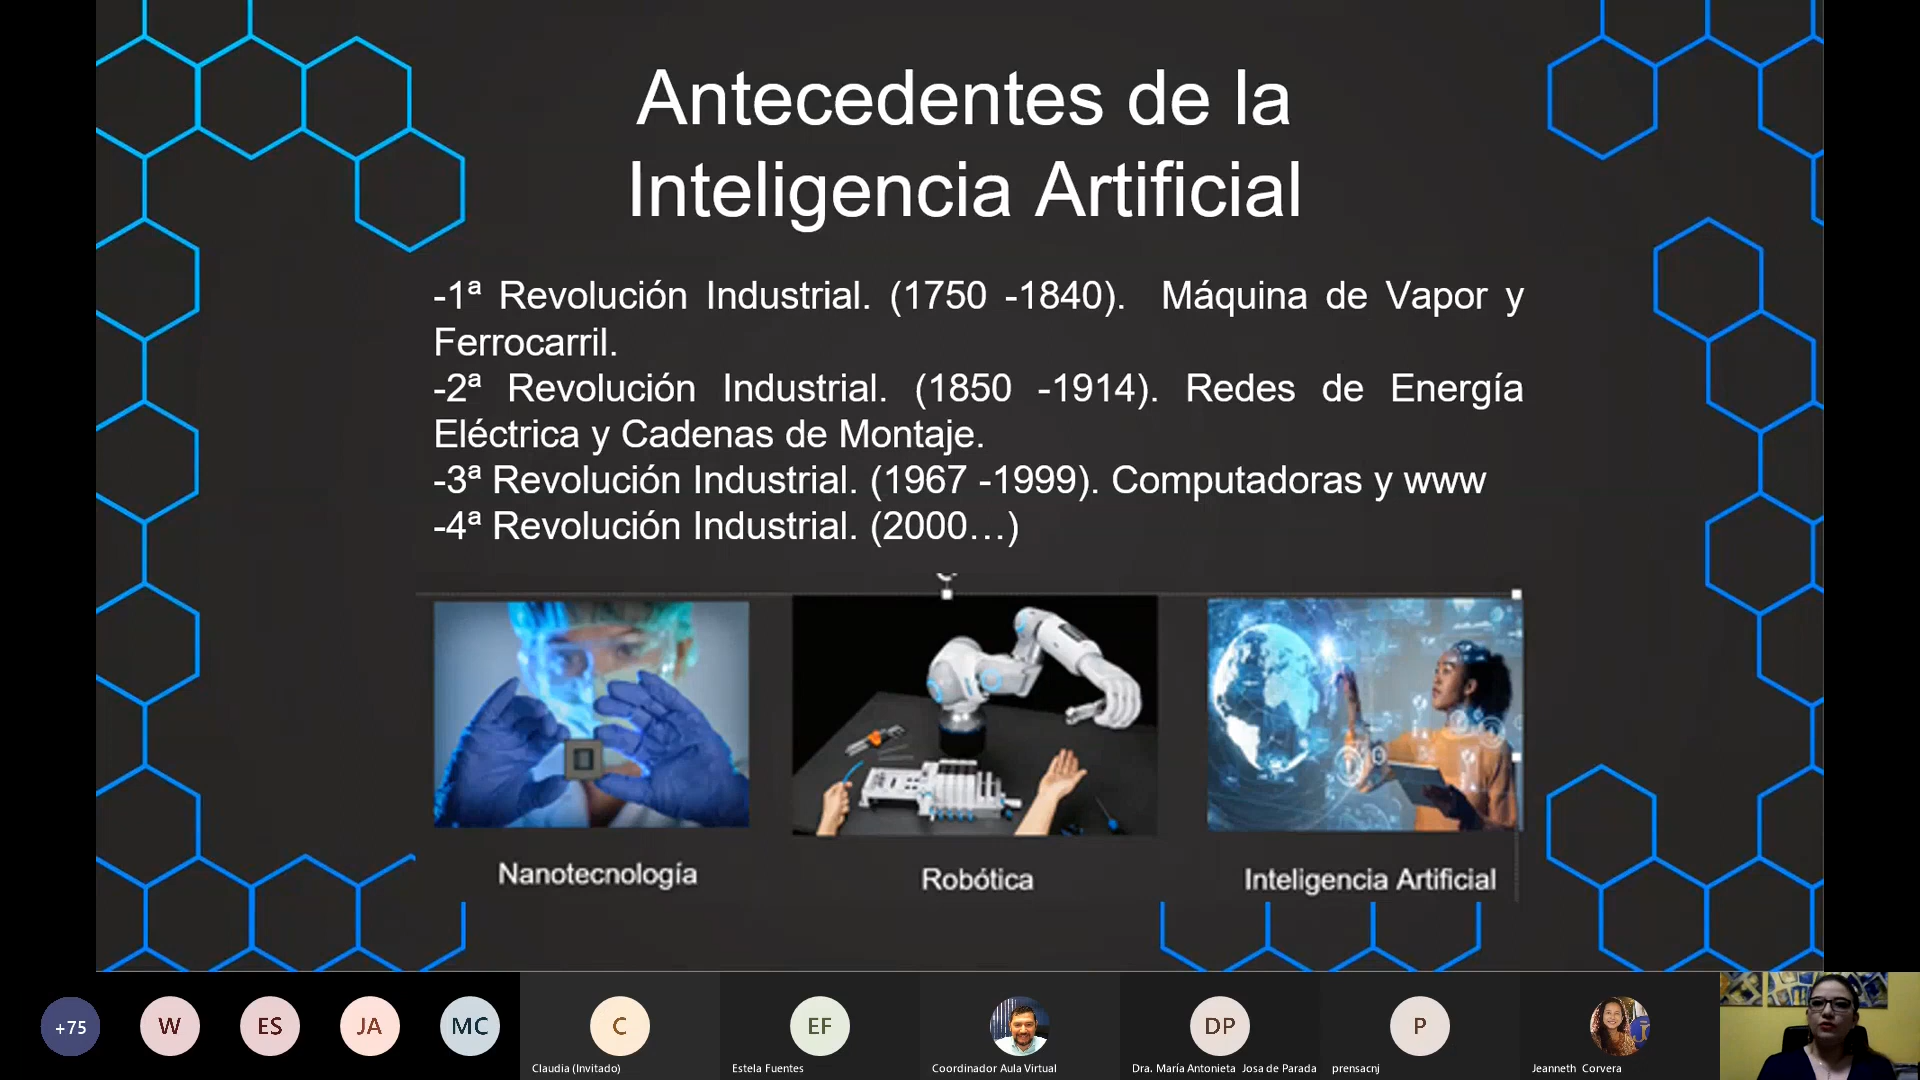 Antecedentes de la
Inteligencia Artificial
-1ª Revolución Industrial. (1750 -1840). Máquina de Vapor y
Ferrocarril.
-2ª Revolución Industrial. (1850 -1914). Redes de Energía
Eléctrica y Cadenas de Montaje.
-3ª Revolución Industrial. (1967 -1999). Computadoras y www
-4ª Revolución Industrial. (2000…)
Nanotecnología
Robótica
Inteligencia Artificial
+75
W
ES
JA
MC
C
EF
DP
P
Claudia (Invitado)
Estela Fuentes
Coordinador Aula Virtual
Dra. María Antonieta Josa de Parada
prensacnj
Jeanneth Corvera